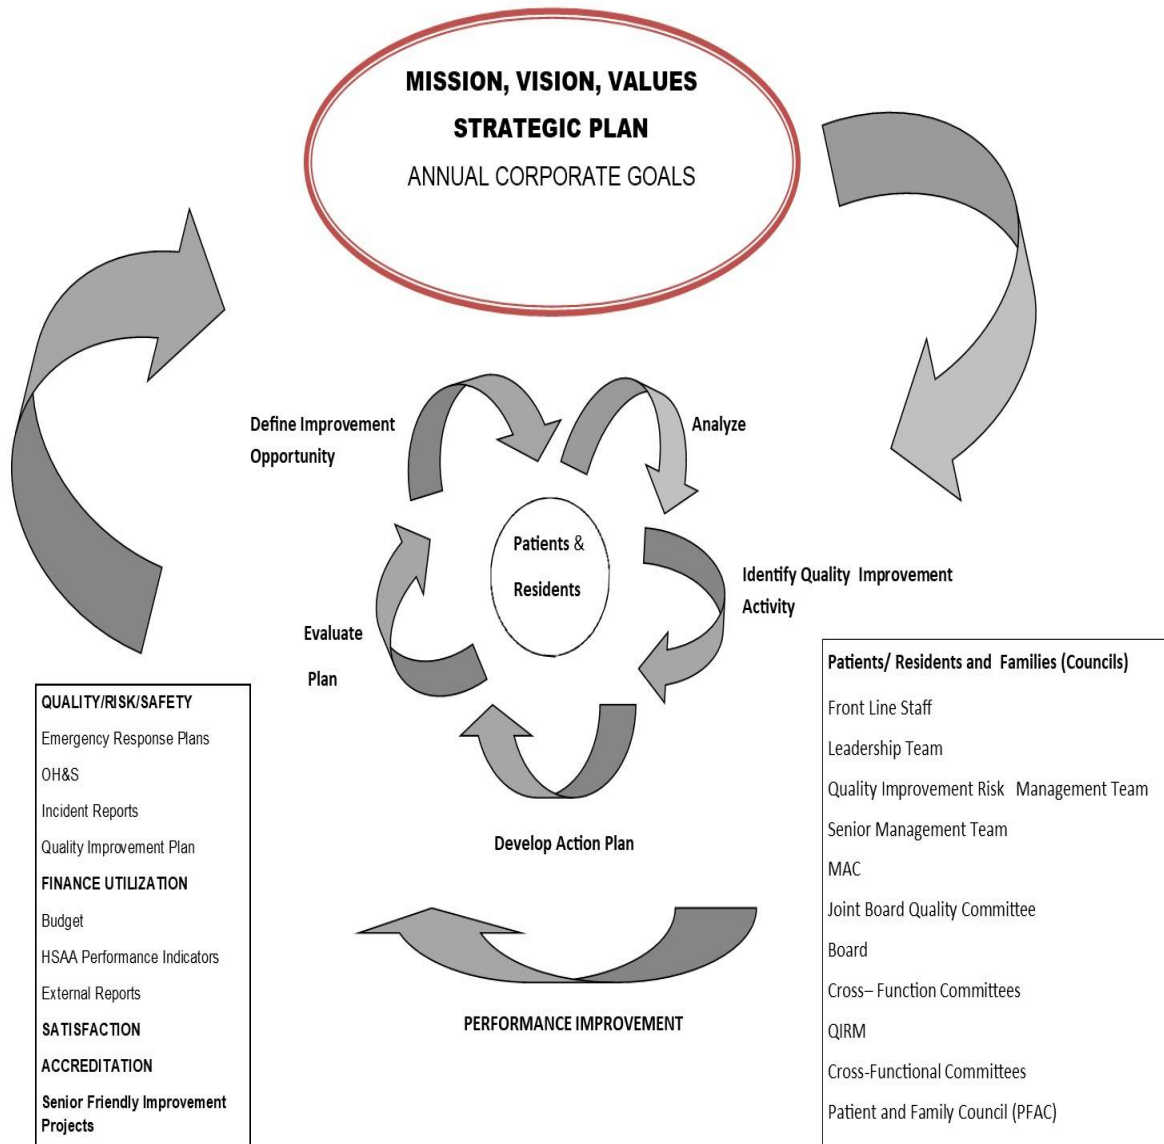 MISSION, VISION, VALUES
STRATEGIC PLAN
ANNUAL CORPORATE GOALS
Define Improvement
Opportunity
Analyze
Patients &
Residents
Identify Quality Improvement
Activity
Evaluate
Plan
Develop Action Plan
PERFORMANCE IMPROVEMENT
QUALITY/RISK/SAFETY
Emergency Response Plans
OH&S
Incident Reports
Quality Improvement Plan
FINANCE UTILIZATION
Budget
HSAA Performance Indicators
External Reports
SATISFACTION
ACCREDITATION
Senior Friendly Improvement
Projects
Patients/ Residents and Families (Councils)
Front Line Staff
Leadership Team
Quality Improvement Risk Management Team
Senior Management Team
MAC
Joint Board Quality Committee
Board
Cross– Function Committees
QIRM
Cross-Functional Committees
Patient and Family Council (PFAC)